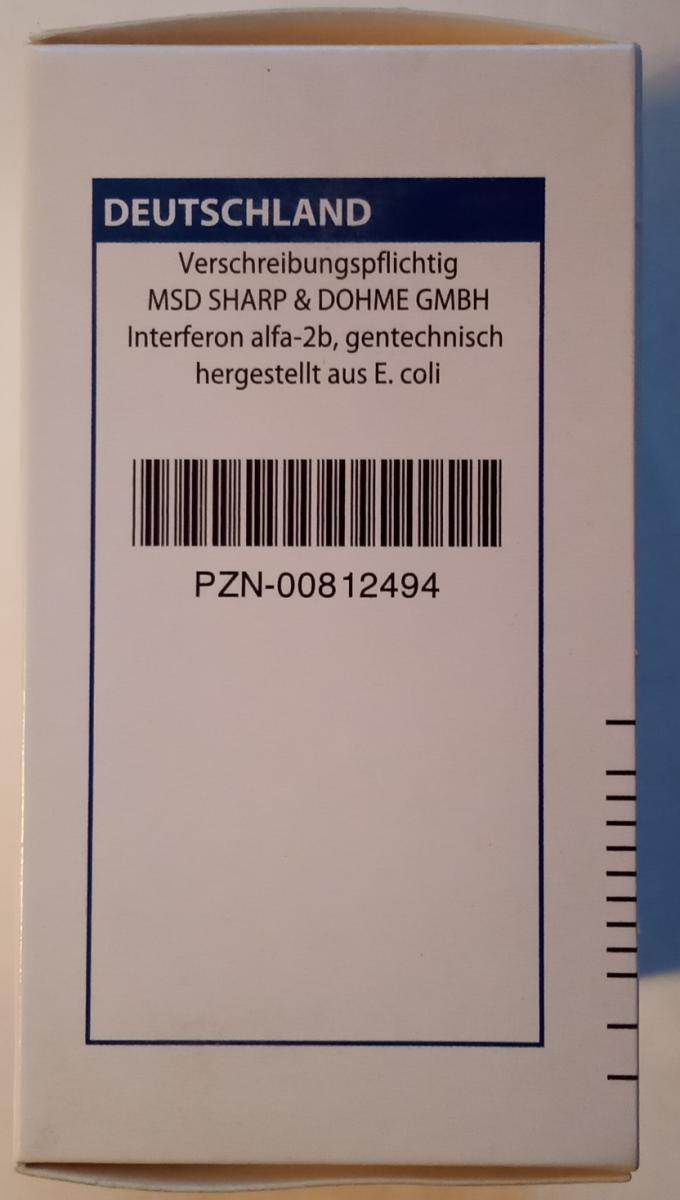 DEUTSCHLAND
Verschreibungspflichtig
MSD SHARP & DOHME GMBH
Interferon alfa-2b, gentechnisch
hergestellt aus E. coli
PZN-00812494